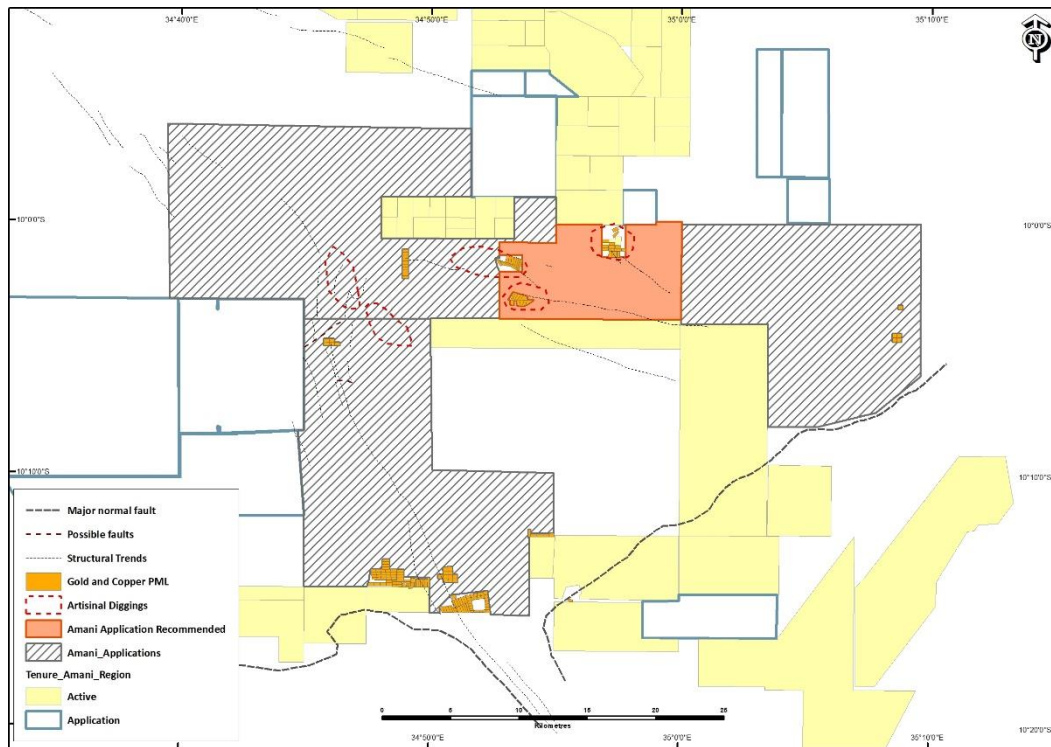 34°40'0"E 34°50'0"E 35°0'0"E 35°10'0"E
N
10°0'0"S 10°0'0"S
10°10'0"S 10°10'0"S
Major normal fault
Possible faults
Structural Trends
Gold and Copper PML
Artisinal Diggings
Amani Application Recommended
Amani_Applications
Tenure_Amani_Region
Active
Application
0 5 10 15 20 25
Kilometres
10°20'0"S
34°50'0"E 35°0'0"E 35°10'0"E